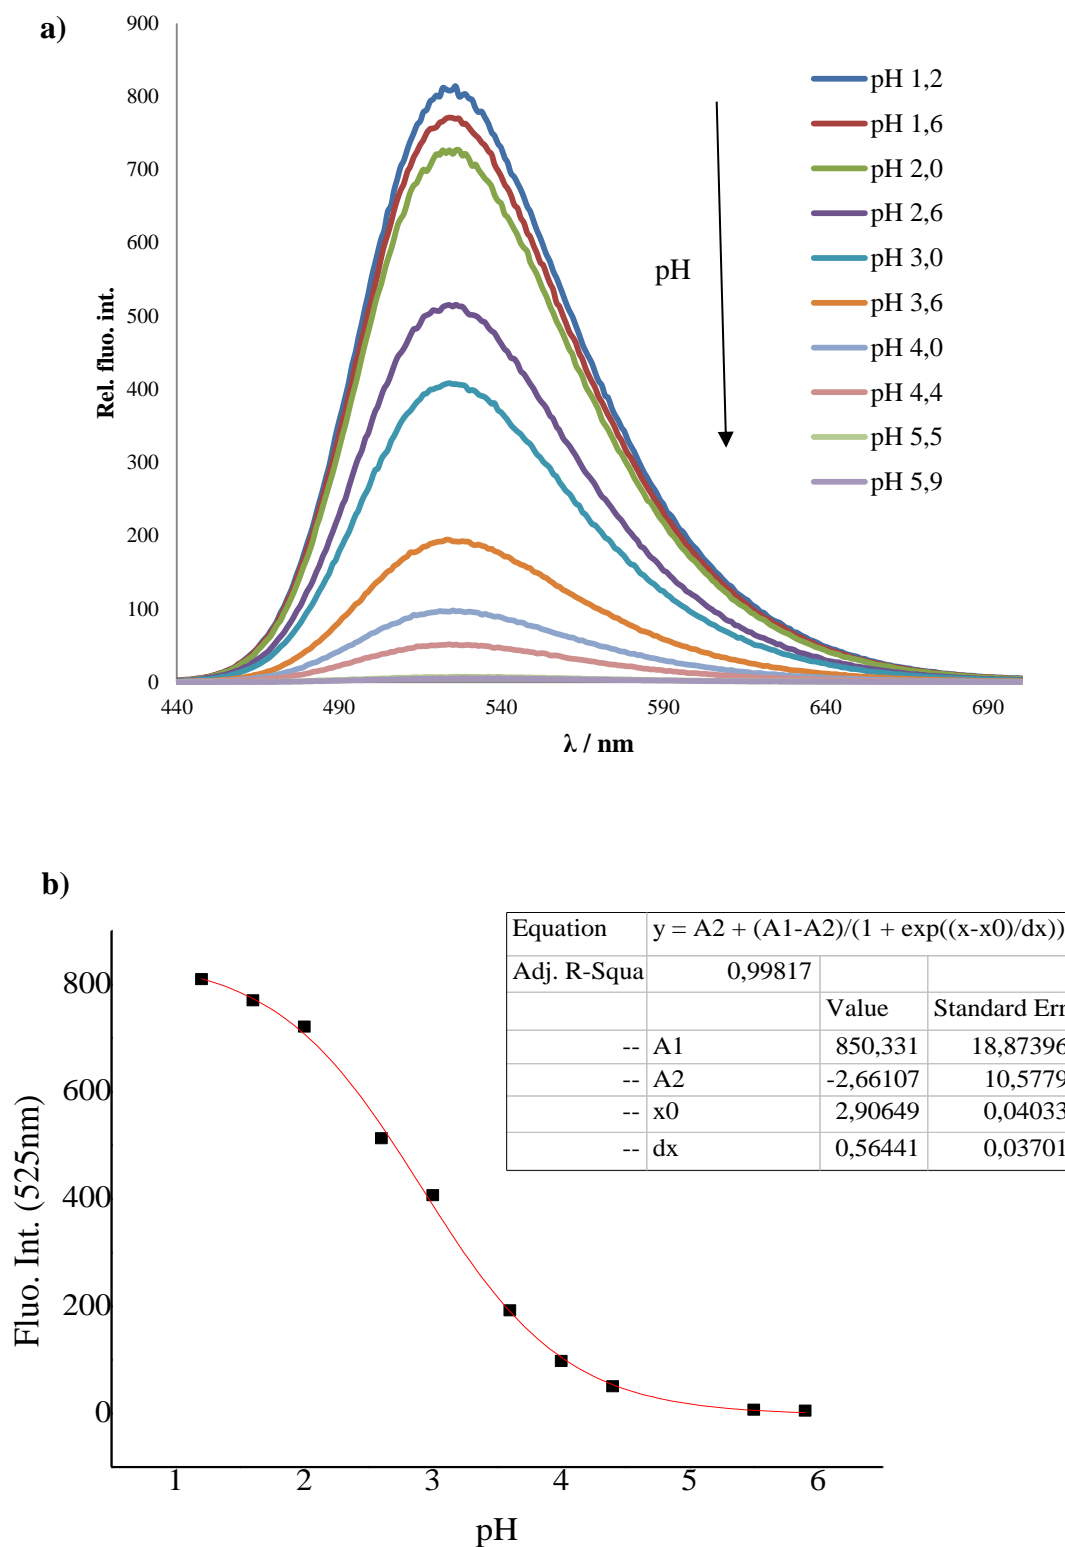 a)
900
800
700
600
500
400
300
200
100
0
Rel. fluo. int.
440 490 540 590 640 690
λ / nm
pH
pH 1,2
pH 1,6
pH 2,0
pH 2,6
pH 3,0
pH 3,6
pH 4,0
pH 4,4
pH 5,5
pH 5,9
b)
Equation y = A2 + (A1-A2)/(1 + exp((x-x0)/dx))
Adj. R-Squa 0,99817
Value Standard Err
-- A1 850,331 18,87396
-- A2 -2,66107 10,5779
-- x0 2,90649 0,04033
-- dx 0,56441 0,03701
800
600
400
200
0
Fluo. Int. (525nm)
1 2 3 4 5 6
pH